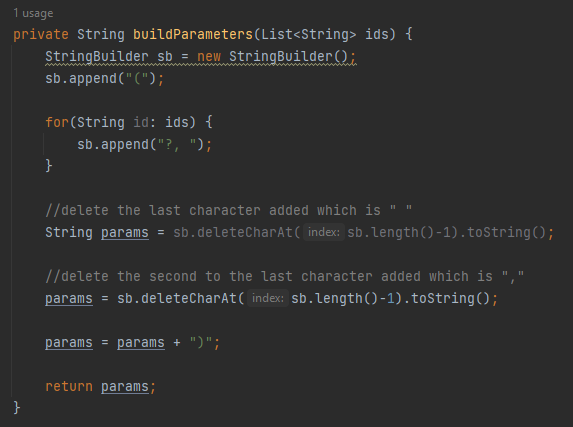 1 usage
private String buildParameters(List<String> ids) {
StringBuilder sb = new StringBuilder();
sb.append("(");
for(String id: ids) {
sb.append("?, ");
}
//delete the last character added which is " "
String params = sb.deleteCharAt( index: sb.length()-1).toString();
//delete the second to the last character added which is ","
params = sb.deleteCharAt( index: sb.length()-1).toString();
params = params + ")";
return params;
}